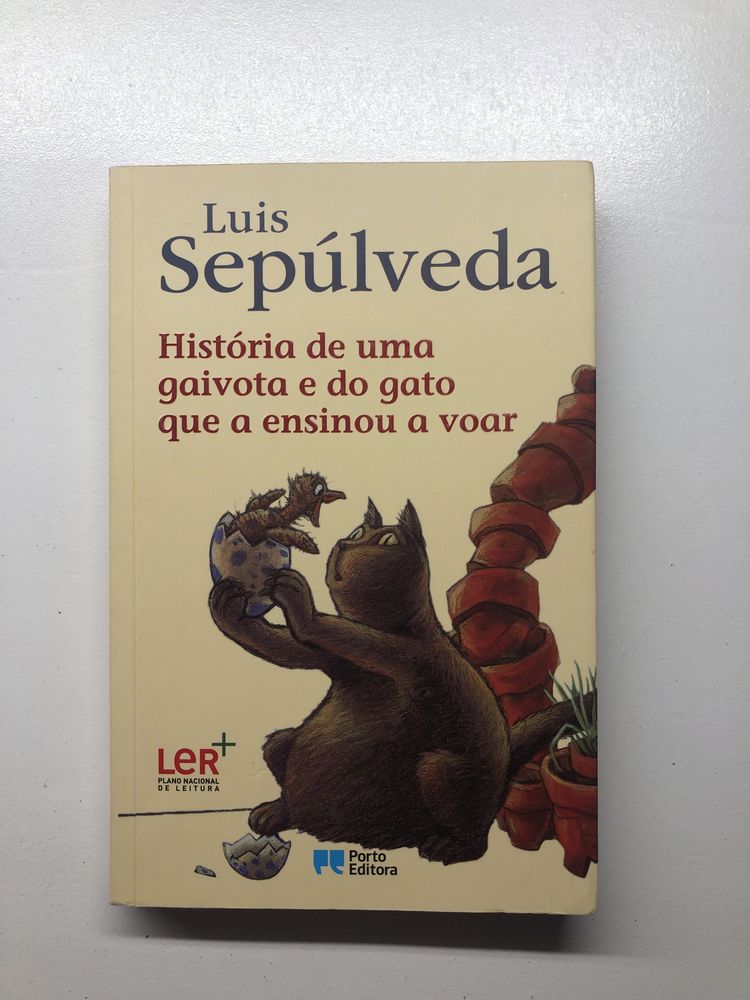 Luis
Sepúlveda
História de uma
gaivota e do gato
que a ensinou a voar
LeR+
PLANO NACIONAL
DE LEITURA
Porto
Editora